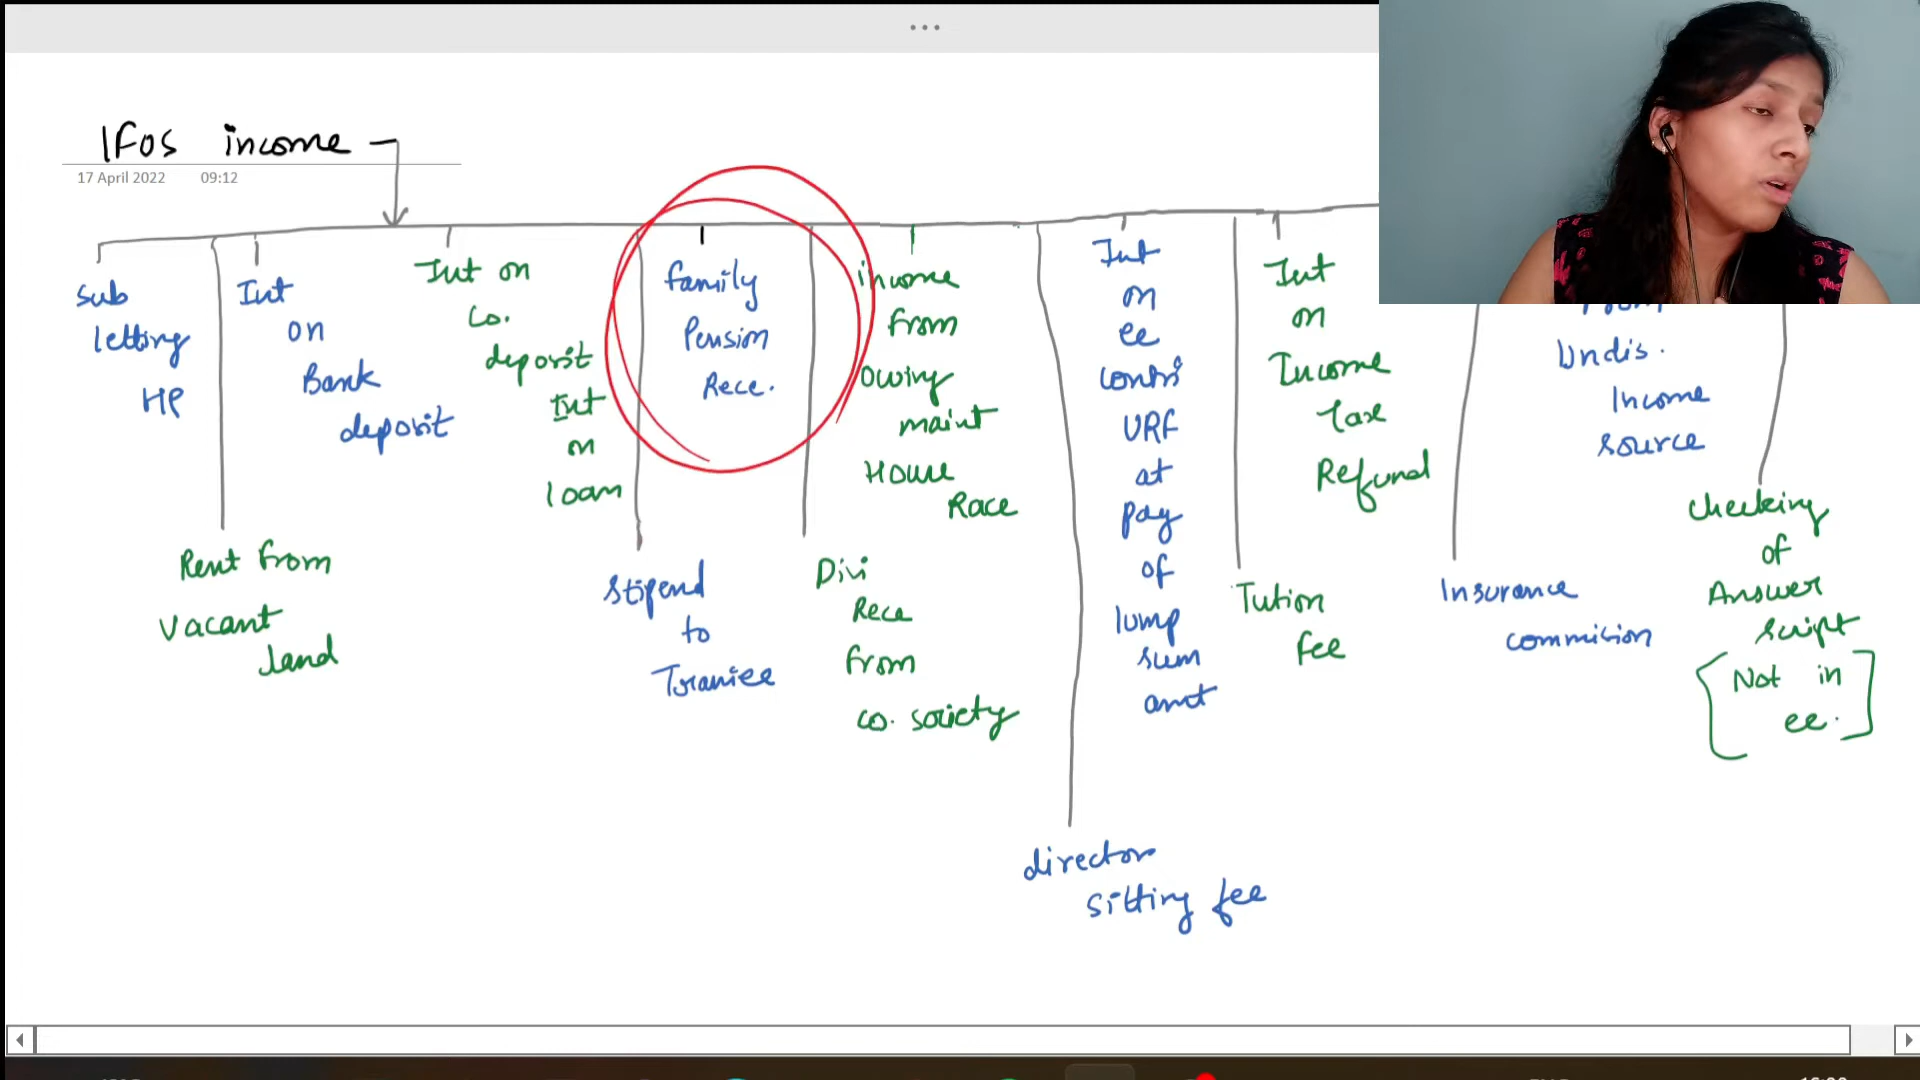 IFOS income
17 April 2022 09:12
Sub
letting
HP
Rent from
vacant
land
Int
on
Bank
deposit
Int on
co.
deposit
Int
on
loan
family
Pension
Rece.
Stipend
to
Traniee
income
from
owing
maint
House
Race
Divi
Rece
from
co. society
Int
on
ee
contri
URF
at
pay
of
lump
sum
amt
director
sitting fee
Int
on
Income
Tax
Refund
Tution
fee
Insurance
commision
Undis.
Income
source
checking
of
Answer
script
[Not in
ee.]